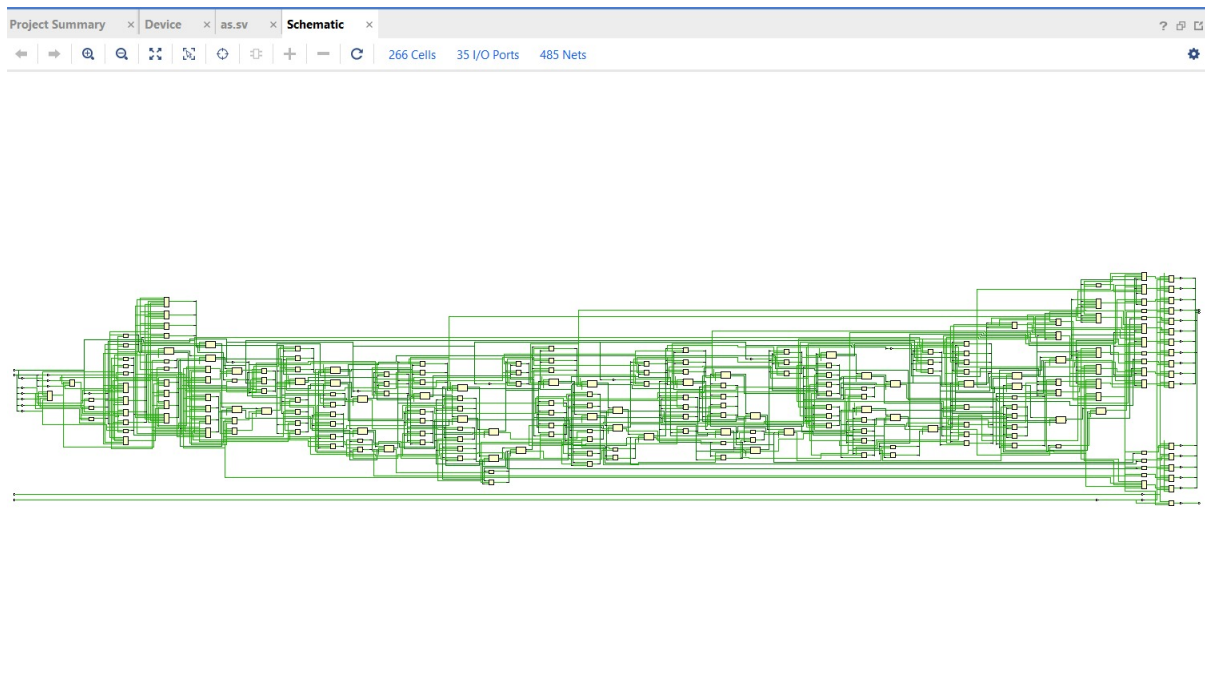 Project Summary × Device × as.sv × Schematic × ?
266 Cells 35 I/O Ports 485 Nets